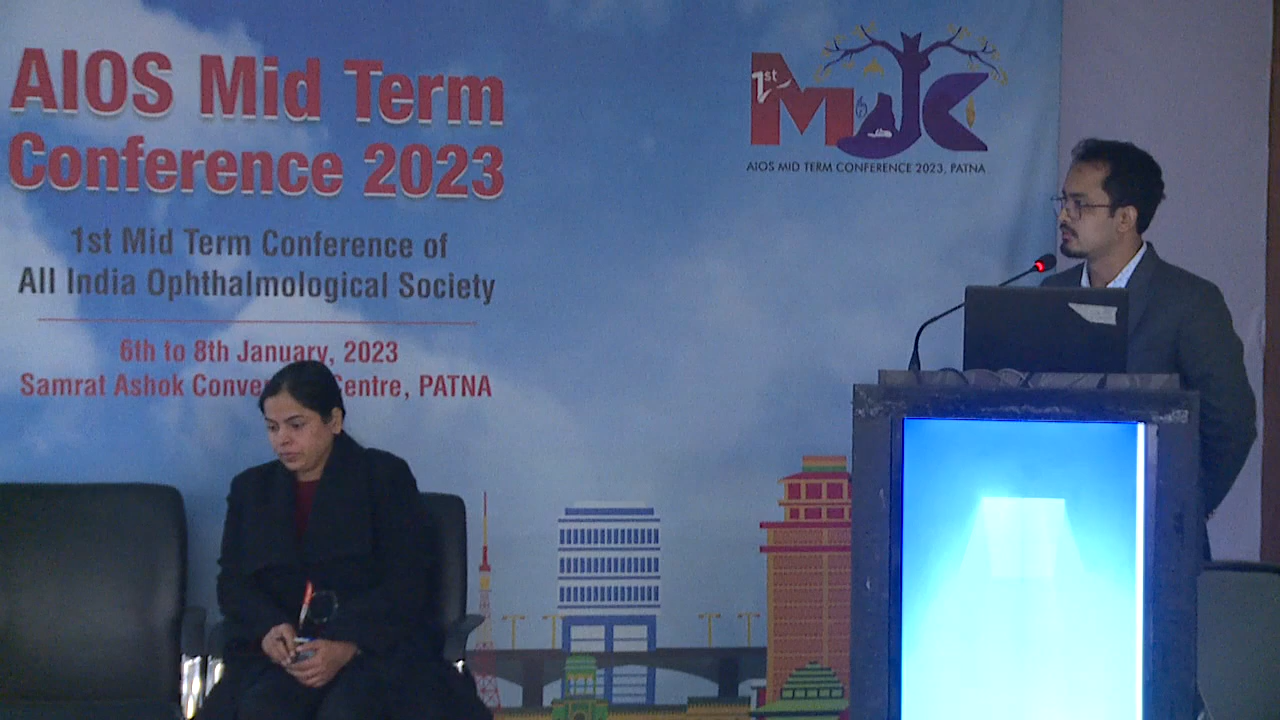 AIOS Mid Term
Conference 2023
1st Mid Term Conference of
All India Ophthalmological Society
6th to 8th January, 2023
Samrat Ashok Conve Centre, PATNA
1st
MJC
AIOS MID TERM CONFERENCE 2023, PATNA